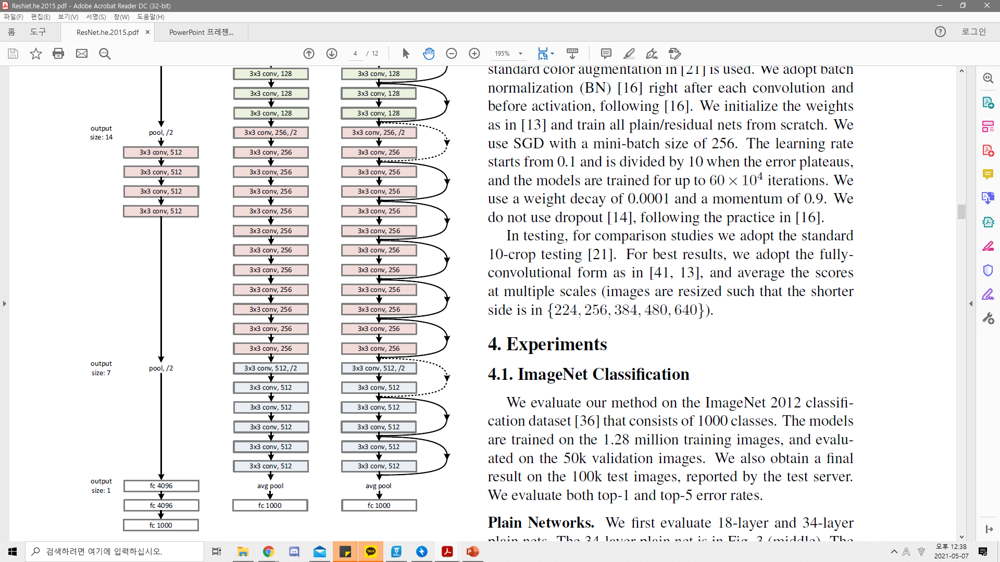 ResNet.he.2015.pdf - Adobe Acrobat Reader DC (32-bit)
파일(F) 편집(E) 보기(V) 서명(S) 창(W) 도움말(H)
홈 도구 ResNet.he.2015.pdf × PowerPoint 프레젠... 로그인
4 / 12 195%
output
size: 14
pool, /2
3x3 conv, 512
3x3 conv, 512
3x3 conv, 512
3x3 conv, 512
output
size: 7
pool, /2
output
size: 1
fc 4096
fc 4096
fc 1000
3x3 conv, 128
3x3 conv, 128
3x3 conv, 128
3x3 conv, 256, /2
3x3 conv, 256
3x3 conv, 256
3x3 conv, 256
3x3 conv, 256
3x3 conv, 256
3x3 conv, 256
3x3 conv, 256
3x3 conv, 256
3x3 conv, 256
3x3 conv, 256
3x3 conv, 256
3x3 conv, 512, /2
3x3 conv, 512
3x3 conv, 512
3x3 conv, 512
3x3 conv, 512
3x3 conv, 512
avg pool
fc 1000
3x3 conv, 128
3x3 conv, 128
3x3 conv, 128
3x3 conv, 256, /2
3x3 conv, 256
3x3 conv, 256
3x3 conv, 256
3x3 conv, 256
3x3 conv, 256
3x3 conv, 256
3x3 conv, 256
3x3 conv, 256
3x3 conv, 256
3x3 conv, 256
3x3 conv, 256
3x3 conv, 512, /2
3x3 conv, 512
3x3 conv, 512
3x3 conv, 512
3x3 conv, 512
3x3 conv, 512
avg pool
fc 1000
standard color augmentation in [21] is used. We adopt batch
normalization (BN) [16] right after each convolution and
before activation, following [16]. We initialize the weights
as in [13] and train all plain/residual nets from scratch. We
use SGD with a mini-batch size of 256. The learning rate
starts from 0.1 and is divided by 10 when the error plateaus,
and the models are trained for up to 60 × 10⁴ iterations. We
use a weight decay of 0.0001 and a momentum of 0.9. We
do not use dropout [14], following the practice in [16].
In testing, for comparison studies we adopt the standard
10-crop testing [21]. For best results, we adopt the fully-
convolutional form as in [41, 13], and average the scores
at multiple scales (images are resized such that the shorter
side is in {224, 256, 384, 480, 640}).
4. Experiments
4.1. ImageNet Classification
We evaluate our method on the ImageNet 2012 classifi-
cation dataset [36] that consists of 1000 classes. The models
are trained on the 1.28 million training images, and evalu-
ated on the 50k validation images. We also obtain a final
result on the 100k test images, reported by the test server.
We evaluate both top-1 and top-5 error rates.
Plain Networks. We first evaluate 18-layer and 34-layer
plain nets. The 34-layer plain net is in Fig. 3 (middle). The
검색하려면 여기에 입력하십시오.
TALK
A
오후 12:38
2021-05-07